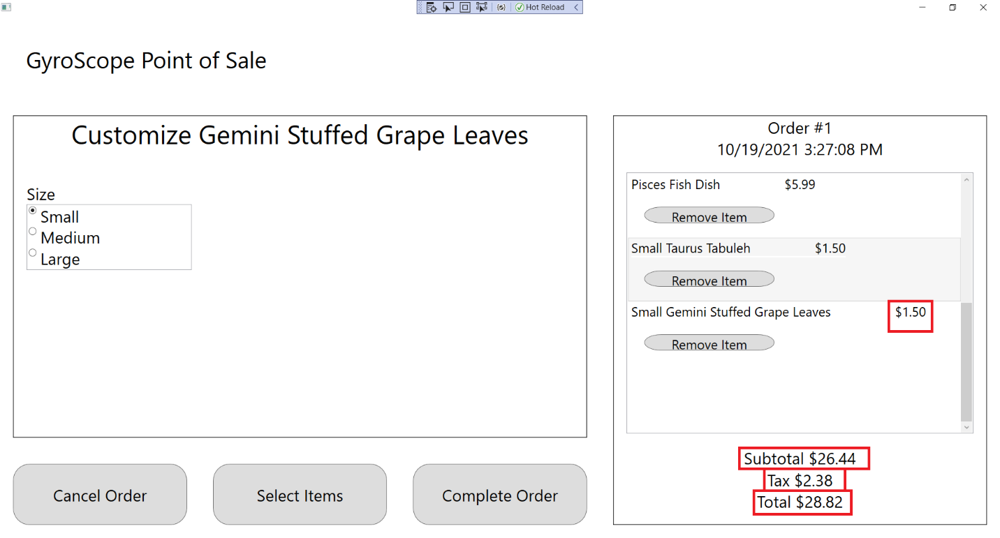 Hot Reload
GyroScope Point of Sale
Customize Gemini Stuffed Grape Leaves
Size
Small
Medium
Large
Cancel Order
Select Items
Complete Order
Order #1
10/19/2021 3:27:08 PM
Pisces Fish Dish $5.99
Remove Item
Small Taurus Tabuleh $1.50
Remove Item
Small Gemini Stuffed Grape Leaves $1.50
Remove Item
Subtotal $26.44
Tax $2.38
Total $28.82